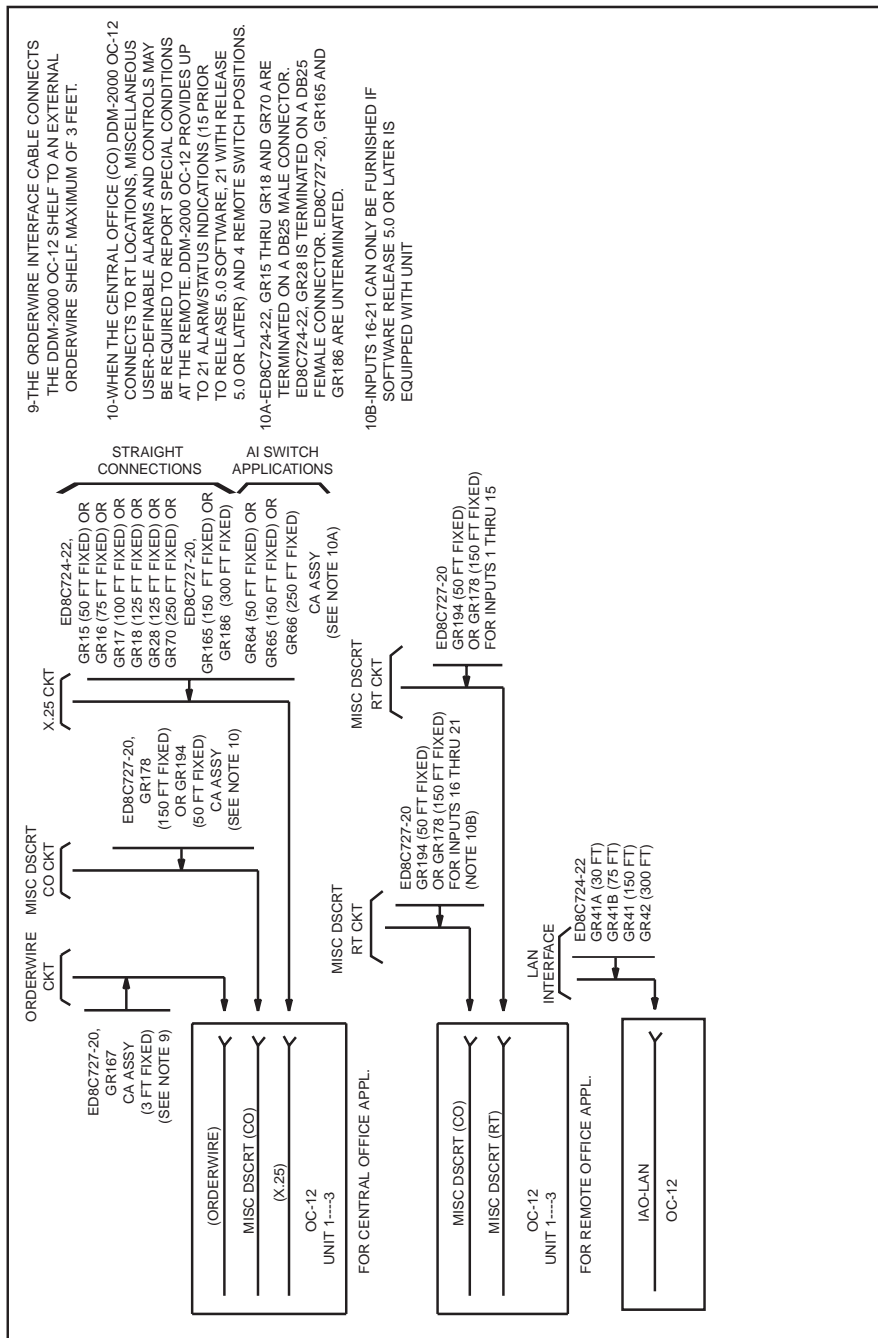 ORDERWIRE
CKT
MISC DSCRT
CO CKT
X.25 CKT
ED8C727-20,
GR167
CA ASSY
(3 FT FIXED)
(SEE NOTE 9)
ED8C727-20,
GR178
(150 FT FIXED)
OR GR194
(50 FT FIXED)
CA ASSY
(SEE NOTE 10)
ED8C724-22,
GR15 (50 FT FIXED) OR
GR16 (75 FT FIXED) OR
GR17 (100 FT FIXED) OR
GR18 (125 FT FIXED) OR
GR28 (125 FT FIXED) OR
GR70 (250 FT FIXED) OR
ED8C727-20,
GR165 (150 FT FIXED) OR
GR186 (300 FT FIXED)
GR64 (50 FT FIXED) OR
GR65 (150 FT FIXED) OR
GR66 (250 FT FIXED)
CA ASSY
(SEE NOTE 10A)
STRAIGHT
CONNECTIONS
AI SWITCH
APPLICATIONS
(ORDERWIRE)
MISC DSCRT (CO)
(X.25)
OC-12
UNIT 1----3
FOR CENTRAL OFFICE APPL.
MISC DSCRT
RT CKT
ED8C727-20
GR194 (50 FT FIXED)
OR GR178 (150 FT FIXED)
FOR INPUTS 16 THRU 21
(NOTE 10B)
MISC DSCRT
RT CKT
ED8C727-20
GR194 (50 FT FIXED)
OR GR178 (150 FT FIXED)
FOR INPUTS 1 THRU 15
MISC DSCRT (CO)
MISC DSCRT (RT)
OC-12
UNIT 1----3
FOR REMOTE OFFICE APPL.
LAN
INTERFACE
ED8C724-22
GR41A (30 FT)
GR41B (75 FT)
GR41 (150 FT)
GR42 (300 FT)
IAO-LAN
OC-12
9-THE ORDERWIRE INTERFACE CABLE CONNECTS
THE DDM-2000 OC-12 SHELF TO AN EXTERNAL
ORDERWIRE SHELF. MAXIMUM OF 3 FEET.
10-WHEN THE CENTRAL OFFICE (CO) DDM-2000 OC-12
CONNECTS TO RT LOCATIONS, MISCELLANEOUS
USER-DEFINABLE ALARMS AND CONTROLS MAY
BE REQUIRED TO REPORT SPECIAL CONDITIONS
AT THE REMOTE. DDM-2000 OC-12 PROVIDES UP
TO 21 ALARM/STATUS INDICATIONS (15 PRIOR
TO RELEASE 5.0 SOFTWARE, 21 WITH RELEASE
5.0 OR LATER) AND 4 REMOTE SWITCH POSITIONS.
10A-ED8C724-22, GR15 THRU GR18 AND GR70 ARE
TERMINATED ON A DB25 MALE CONNECTOR.
ED8C724-22, GR28 IS TERMINATED ON A DB25
FEMALE CONNECTOR. ED8C727-20, GR165 AND
GR186 ARE UNTERMINATED.
10B-INPUTS 16-21 CAN ONLY BE FURNISHED IF
SOFTWARE RELEASE 5.0 OR LATER IS
EQUIPPED WITH UNIT